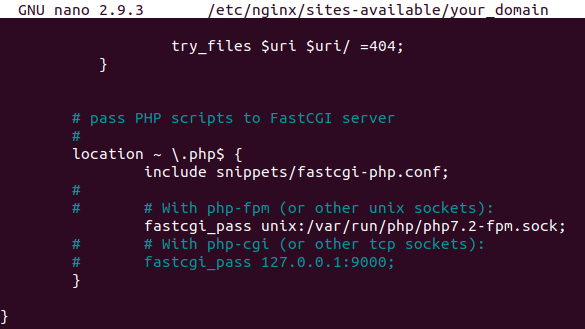 GNU nano 2.9.3 /etc/nginx/sites-available/your_domain
try_files $uri $uri/ =404;
}
# pass PHP scripts to FastCGI server
#
location ~ \.php$ {
include snippets/fastcgi-php.conf;
#
# # With php-fpm (or other unix sockets):
fastcgi_pass unix:/var/run/php/php7.2-fpm.sock;
# # With php-cgi (or other tcp sockets):
# fastcgi_pass 127.0.0.1:9000;
}
}